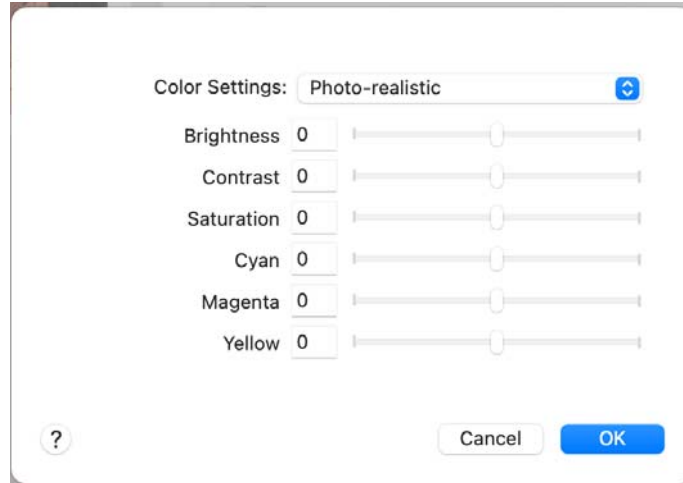 Color Settings: Photo-realistic
Brightness 0
Contrast 0
Saturation 0
Cyan 0
Magenta 0
Yellow 0
? Cancel OK